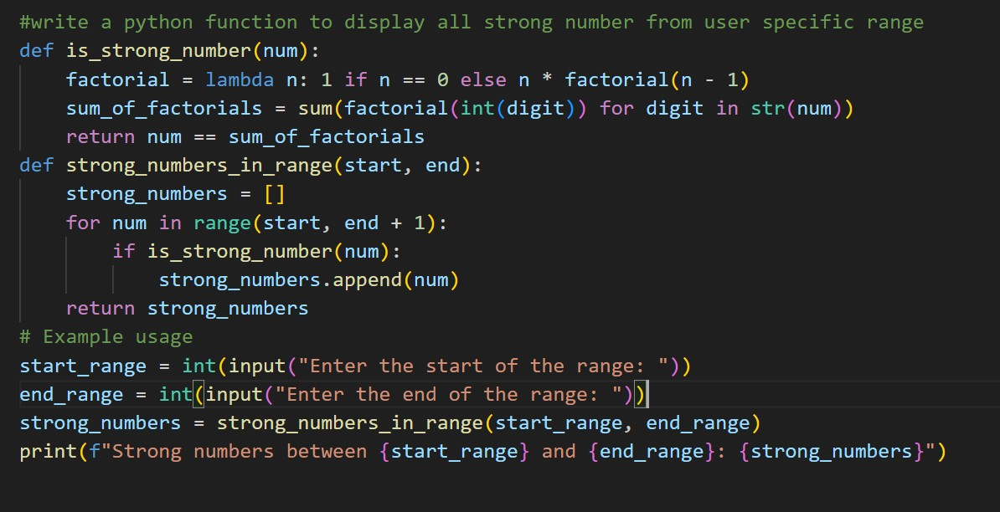 #write a python function to display all strong number from user specific range
def is_strong_number(num):
    factorial = lambda n: 1 if n == 0 else n * factorial(n - 1)
    sum_of_factorials = sum(factorial(int(digit)) for digit in str(num))
    return num == sum_of_factorials
def strong_numbers_in_range(start, end):
    strong_numbers = []
    for num in range(start, end + 1):
        if is_strong_number(num):
            strong_numbers.append(num)
    return strong_numbers
# Example usage
start_range = int(input("Enter the start of the range: "))
end_range = int(input("Enter the end of the range: "))
strong_numbers = strong_numbers_in_range(start_range, end_range)
print(f"Strong numbers between {start_range} and {end_range}: {strong_numbers}")